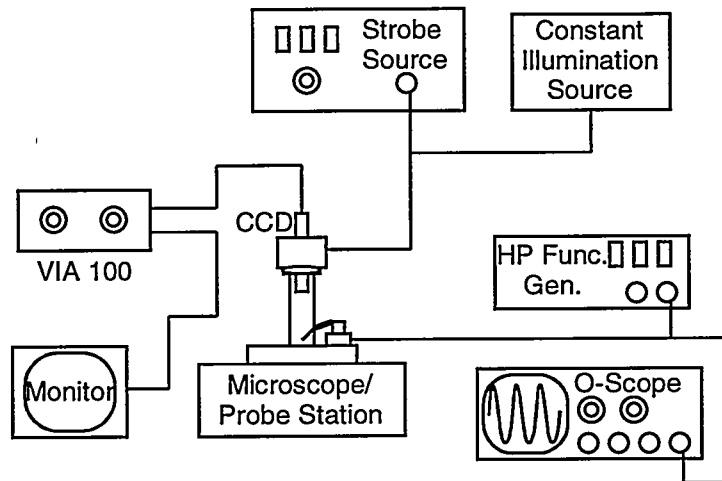 Strobe
Source
Constant
Illumination
Source
CCD
VIA 100
HP Func.
Gen.
Monitor
Microscope/
Probe Station
O-Scope